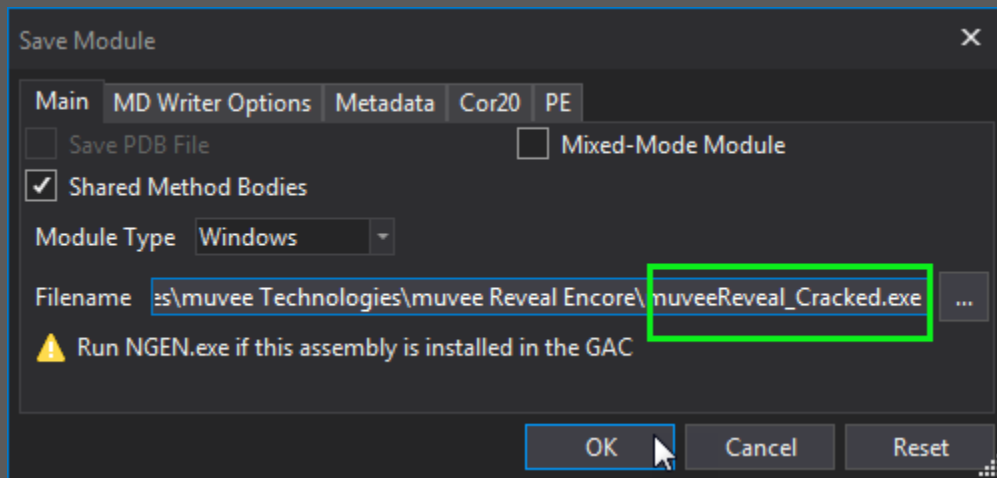 Save Module
Main MD Writer Options Metadata Cor20 PE
Save PDB File Mixed-Mode Module
Shared Method Bodies
Module Type Windows
Filename es\muvee Technologies\muvee Reveal Encore\muveeReveal_Cracked.exe ...
Run NGEN.exe if this assembly is installed in the GAC
OK Cancel Reset